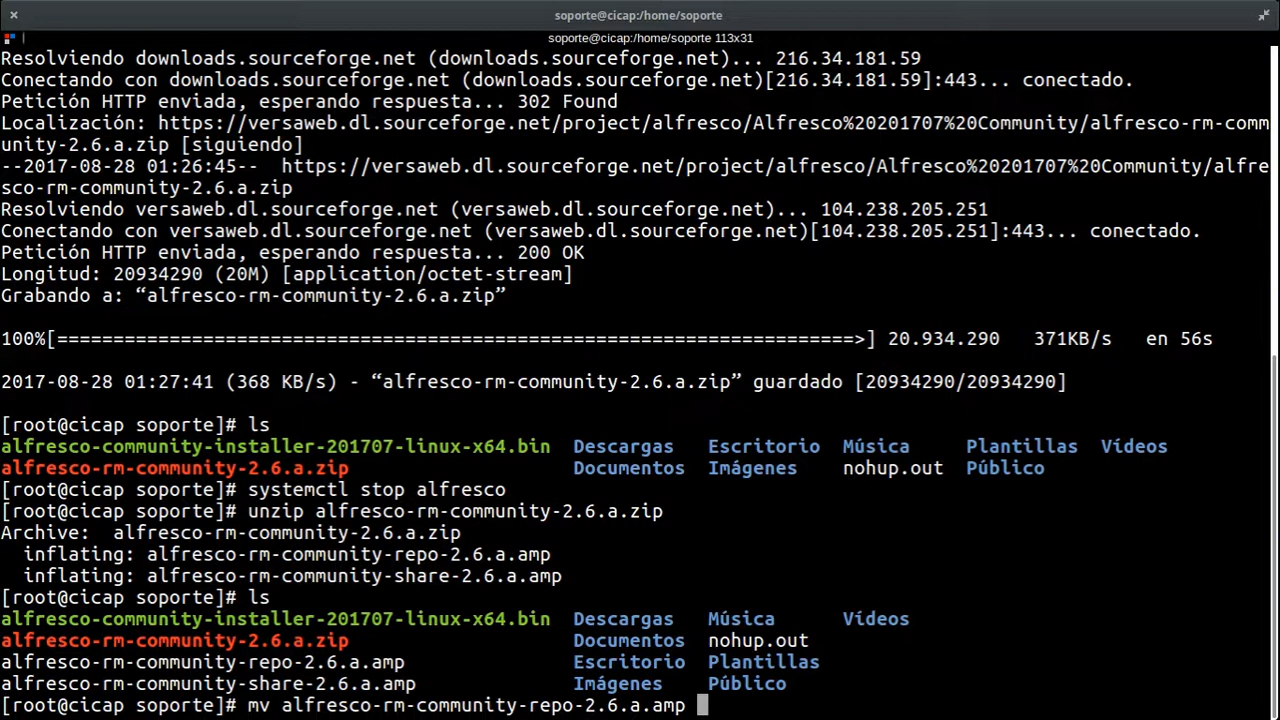 soporte@cicap:/home/soporte
soporte@cicap:/home/soporte 113x31
Resolviendo downloads.sourceforge.net (downloads.sourceforge.net)... 216.34.181.59
Conectando con downloads.sourceforge.net (downloads.sourceforge.net)[216.34.181.59]:443... conectado.
Petición HTTP enviada, esperando respuesta... 302 Found
Localización: https://versaweb.dl.sourceforge.net/project/alfresco/Alfresco%20201707%20Community/alfresco-rm-comm
unity-2.6.a.zip [siguiendo]
--2017-08-28 01:26:45--  https://versaweb.dl.sourceforge.net/project/alfresco/Alfresco%20201707%20Community/alfre
sco-rm-community-2.6.a.zip
Resolviendo versaweb.dl.sourceforge.net (versaweb.dl.sourceforge.net)... 104.238.205.251
Conectando con versaweb.dl.sourceforge.net (versaweb.dl.sourceforge.net)[104.238.205.251]:443... conectado.
Petición HTTP enviada, esperando respuesta... 200 OK
Longitud: 20934290 (20M) [application/octet-stream]
Grabando a: “alfresco-rm-community-2.6.a.zip”
100%[=======================================================================>] 20.934.290   371KB/s   en 56s
2017-08-28 01:27:41 (368 KB/s) - “alfresco-rm-community-2.6.a.zip” guardado [20934290/20934290]
[root@cicap soporte]# ls
alfresco-community-installer-201707-linux-x64.bin  Descargas   Escritorio  Música     Plantillas  Vídeos
alfresco-rm-community-2.6.a.zip                    Documentos  Imágenes    nohup.out  Público
[root@cicap soporte]# systemctl stop alfresco
[root@cicap soporte]# unzip alfresco-rm-community-2.6.a.zip
Archive:  alfresco-rm-community-2.6.a.zip
  inflating: alfresco-rm-community-repo-2.6.a.amp
  inflating: alfresco-rm-community-share-2.6.a.amp
[root@cicap soporte]# ls
alfresco-community-installer-201707-linux-x64.bin  Descargas   Música      Vídeos
alfresco-rm-community-2.6.a.zip                    Documentos  nohup.out
alfresco-rm-community-repo-2.6.a.amp               Escritorio  Plantillas
alfresco-rm-community-share-2.6.a.amp              Imágenes    Público
[root@cicap soporte]# mv alfresco-rm-community-repo-2.6.a.amp